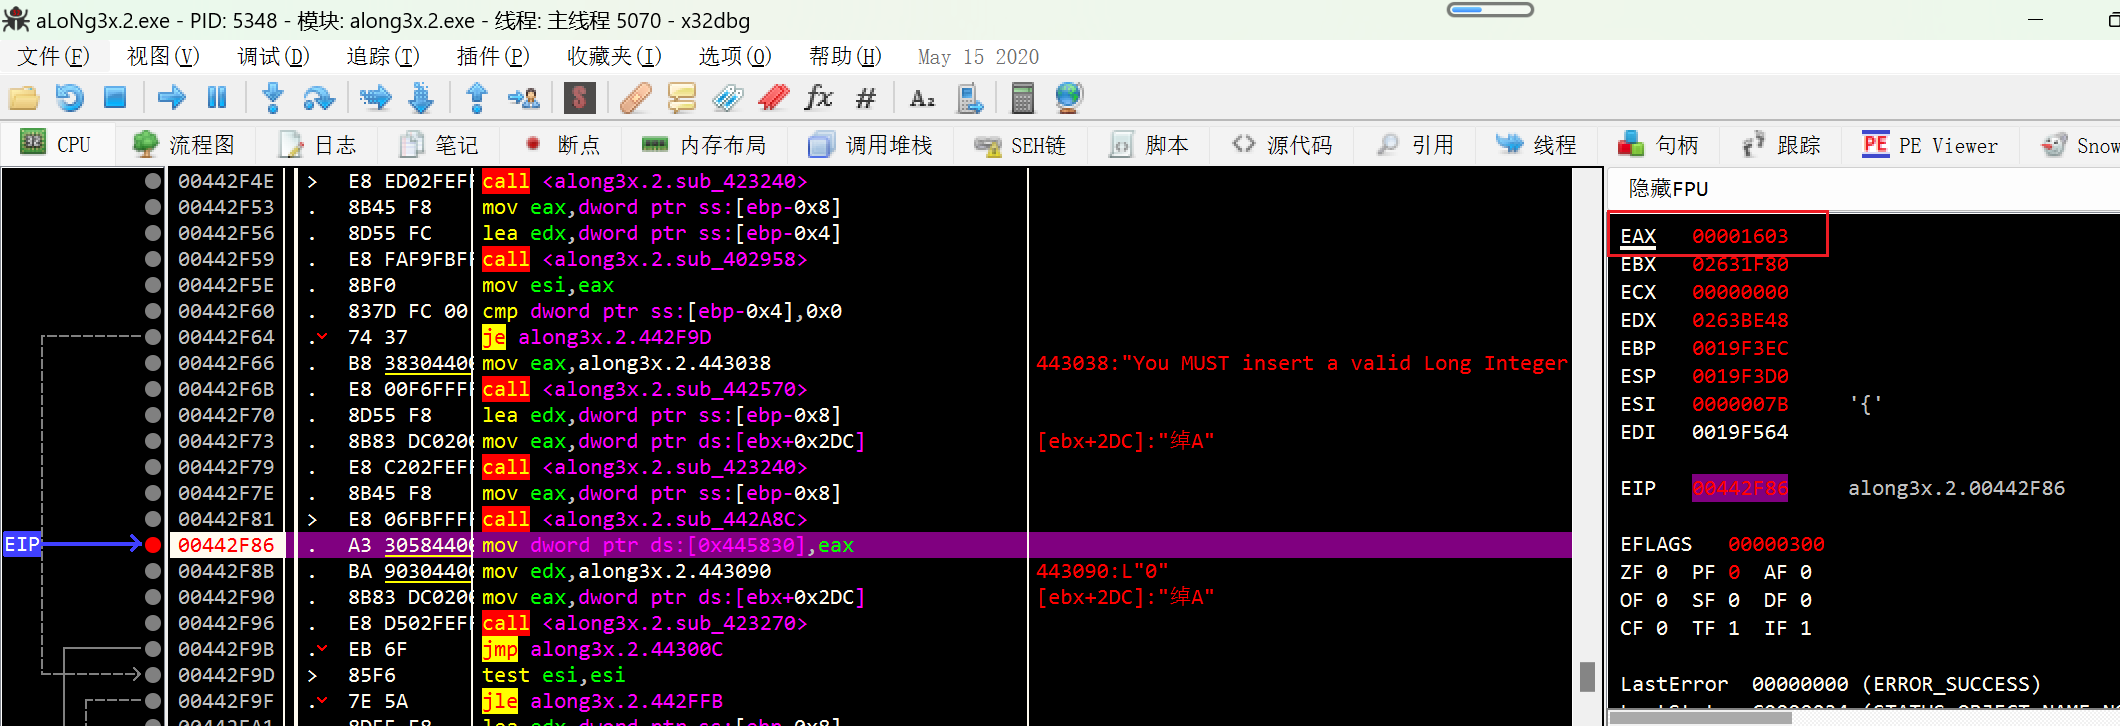 aLoNg3x.2.exe - PID: 5348 - 模块: along3x.2.exe - 线程: 主线程 5070 - x32dbg
文件(F) 视图(V) 调试(D) 追踪(T) 插件(P) 收藏夹(I) 选项(O) 帮助(H) May 15 2020
CPU 流程图 日志 笔记 断点 内存布局 调用堆栈 SEH链 脚本 源代码 引用 线程 句柄 跟踪 PE Viewer Snow
隐藏FPU
00442F4E > E8 ED02FEFF call <along3x.2.sub_423240>
00442F53 . 8B45 F8 mov eax,dword ptr ss:[ebp-0x8]
00442F56 . 8D55 FC lea edx,dword ptr ss:[ebp-0x4]
00442F59 . E8 FAF9FBFF call <along3x.2.sub_402958>
00442F5E . 8BF0 mov esi,eax
00442F60 . 837D FC 00 cmp dword ptr ss:[ebp-0x4],0x0
00442F64 . 74 37 je along3x.2.442F9D
00442F66 . B8 38304400 mov eax,along3x.2.443038 443038:"You MUST insert a valid Long Integer
00442F6B . E8 00F6FFFF call <along3x.2.sub_442570>
00442F70 . 8D55 F8 lea edx,dword ptr ss:[ebp-0x8]
00442F73 . 8B83 DC0200 mov eax,dword ptr ds:[ebx+0x2DC] [ebx+2DC]:"绰A"
00442F79 . E8 C202FEFF call <along3x.2.sub_423240>
00442F7E . 8B45 F8 mov eax,dword ptr ss:[ebp-0x8]
00442F81 > E8 06FBFFFF call <along3x.2.sub_442A8C>
EIP 00442F86 . A3 30584400 mov dword ptr ds:[0x445830],eax
00442F8B . BA 90304400 mov edx,along3x.2.443090 443090:L"0"
00442F90 . 8B83 DC0200 mov eax,dword ptr ds:[ebx+0x2DC] [ebx+2DC]:"绰A"
00442F96 . E8 D502FEFF call <along3x.2.sub_423270>
00442F9B . EB 6F jmp along3x.2.44300C
00442F9D > 85F6 test esi,esi
00442F9F . 7E 5A jle along3x.2.442FFB
EAX 00001603
EBX 02631F80
ECX 00000000
EDX 0263BE48
EBP 0019F3EC
ESP 0019F3D0
ESI 0000007B '{'
EDI 0019F564
EIP 00442F86 along3x.2.00442F86
EFLAGS 00000300
ZF 0 PF 0 AF 0
OF 0 SF 0 DF 0
CF 0 TF 1 IF 1
LastError 00000000 (ERROR_SUCCESS)